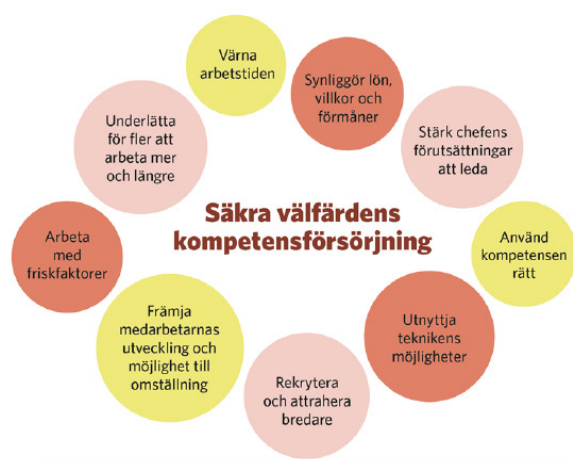 Värna
arbetstiden
Synliggör lön,
villkor och
förmåner
Stärk chefens
förutsättningar
att leda
Använd
kompetensen
rätt
Utnyttja
teknikens
möjligheter
Rekrytera
och attrahera
bredare
Främja
medarbetarnas
utveckling och
möjlighet till
omställning
Arbeta
med
friskfaktorer
Underlätta
för fler att
arbeta mer
och längre
Säkra välfärdens
kompetensförsörjning